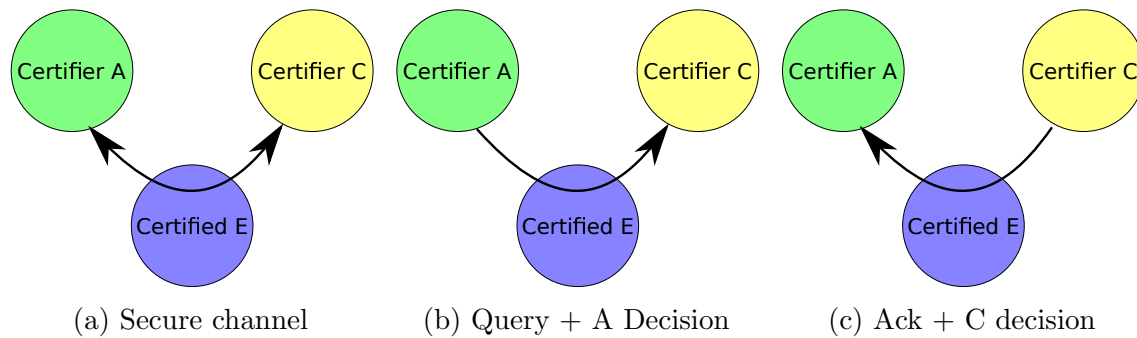 Certifier A Certifier C Certifier A Certifier C Certifier A Certifier C
Certified E Certified E Certified E
(a) Secure channel (b) Query + A Decision (c) Ack + C decision